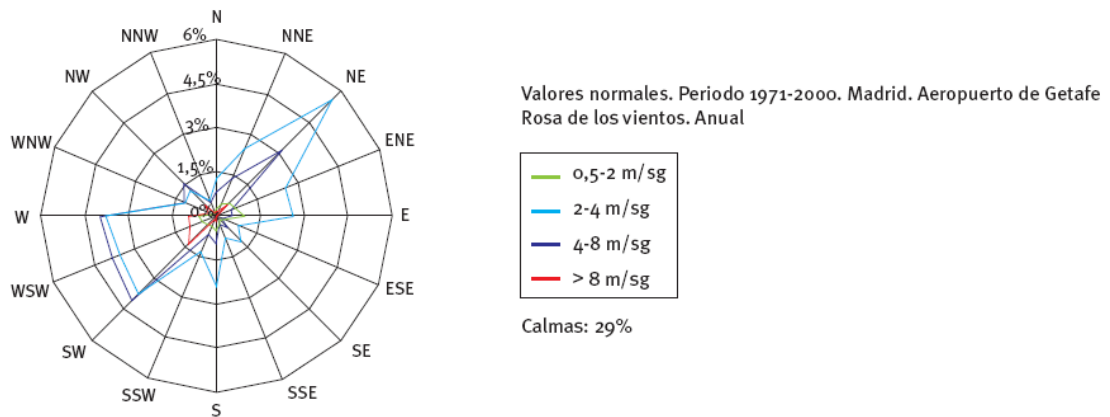 N
NNW
6%
NNE
NW
4,5%
NE
3%
WNW
ENE
1,5%
W
0%
E
WSW
ESE
SW
SE
SSW
SSE
S
Valores normales. Periodo 1971-2000. Madrid. Aeropuerto de Getafe
Rosa de los vientos. Anual
0,5-2 m/sg
2-4 m/sg
4-8 m/sg
> 8 m/sg
Calmas: 29%